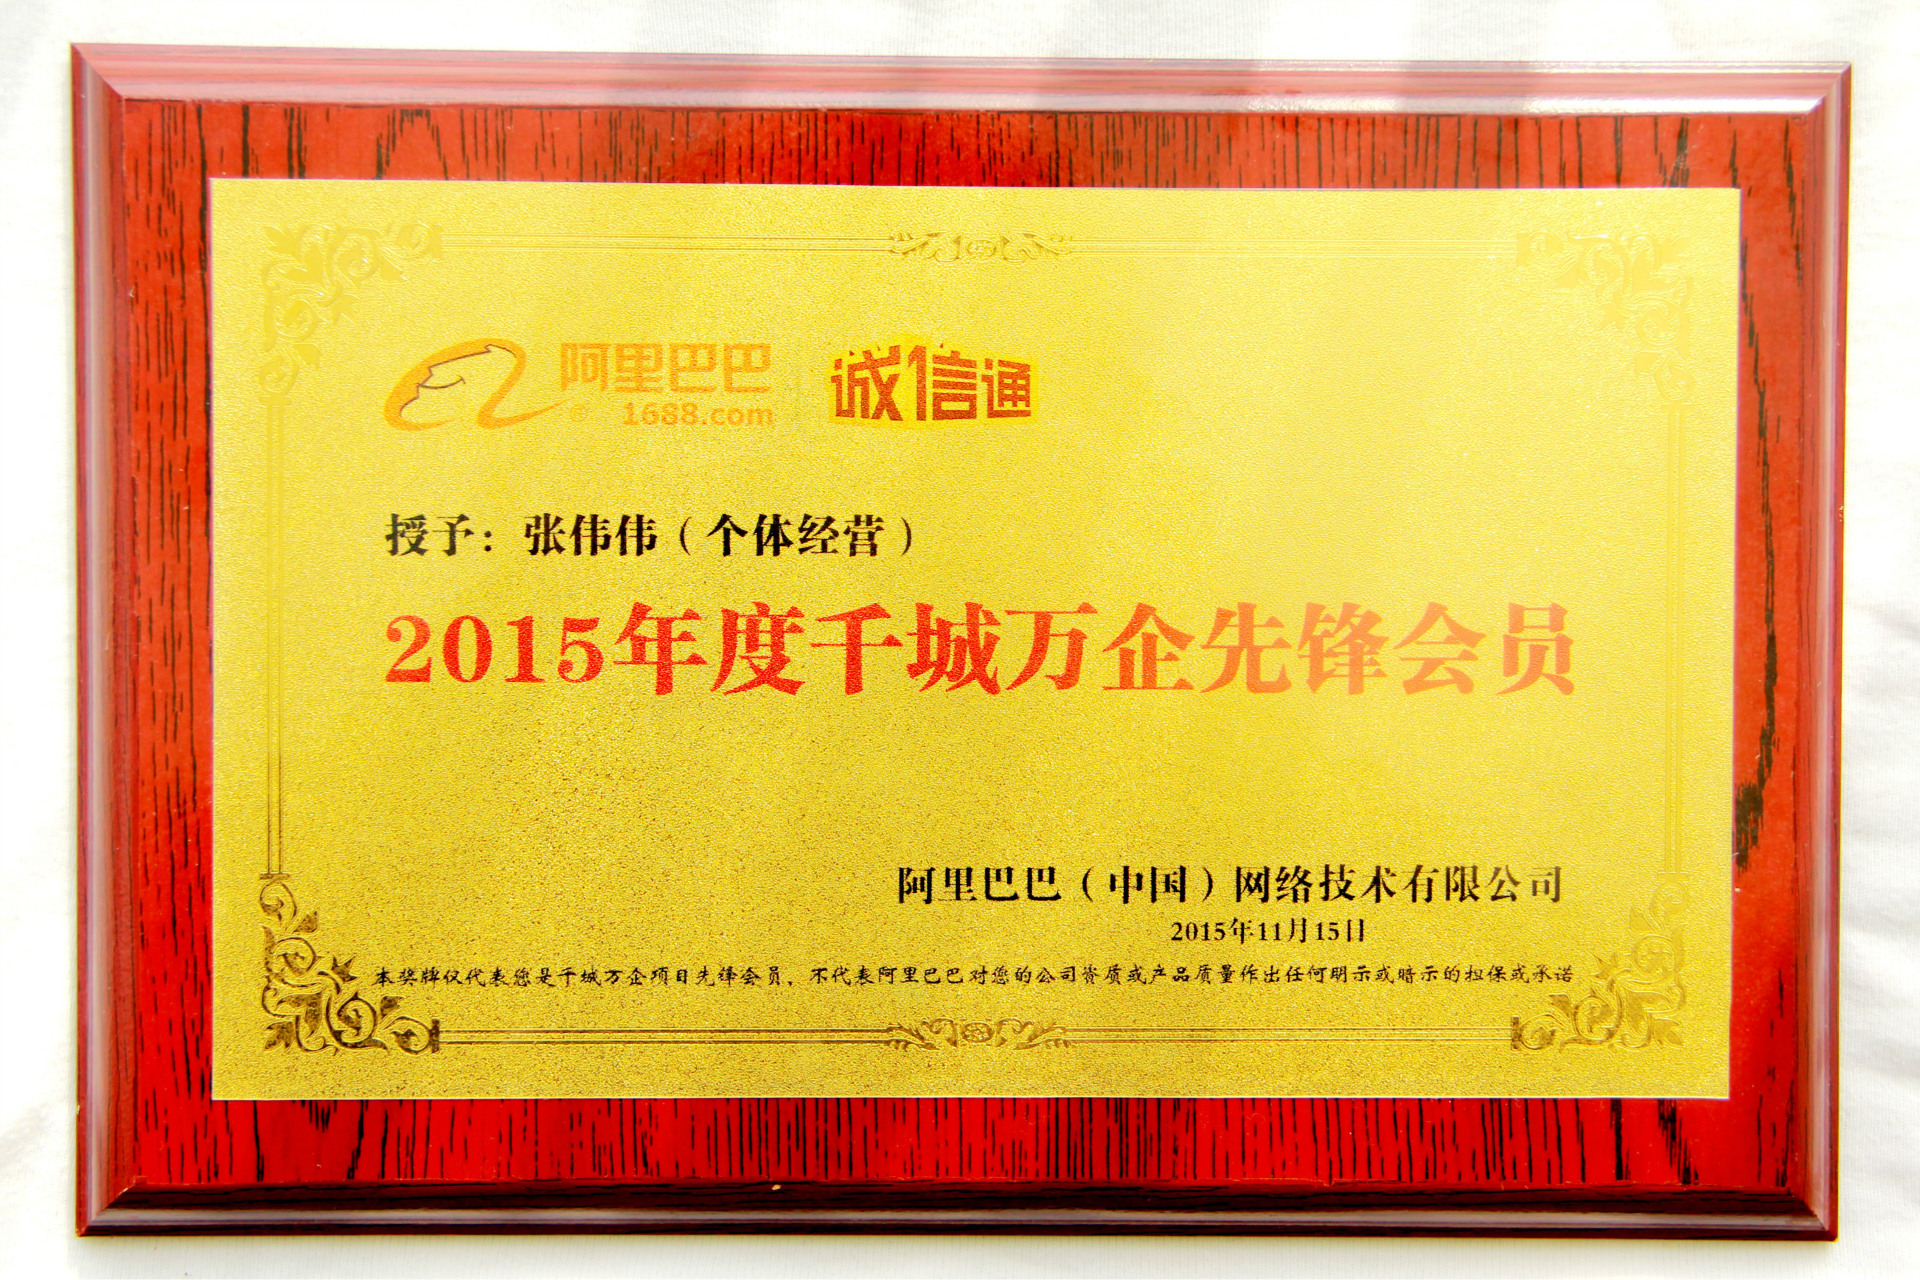 阿里巴巴 诚信通
1688.com
授予：张伟伟（个体经营）
2015年度千城万企先锋会员
阿里巴巴（中国）网络技术有限公司
2015年11月15日
本奖牌仅代表您是千城万企项目先锋会员，不代表阿里巴巴对您的公司资质或产品质量作出任何明示或暗示的担保或承诺